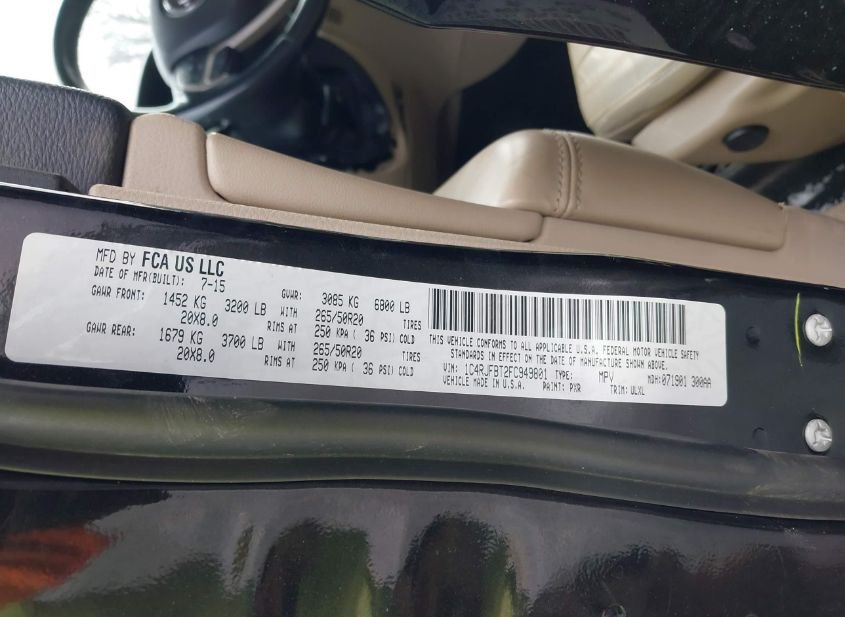 MFD BY FCA US LLC
DATE OF MFR(BUILT): 7-15
GVWR: 3085 KG 6800 LB
GAWR FRONT: 1452 KG 3200 LB WITH 265/50R20 TIRES
20X8.0 RIMS AT 250 KPA ( 36 PSI) COLD
GAWR REAR: 1679 KG 3700 LB WITH 265/50R20 TIRES
20X8.0 RIMS AT 250 KPA ( 36 PSI) COLD
THIS VEHICLE CONFORMS TO ALL APPLICABLE U.S.A. FEDERAL MOTOR VEHICLE SAFETY
STANDARDS IN EFFECT ON THE DATE OF MANUFACTURE SHOWN ABOVE.
VIN: 1C4RJFBT2FC949801 TYPE: MPV MDH:071901 300AA
VEHICLE MADE IN U.S.A. PAINT: PXR TRIM: ULXL